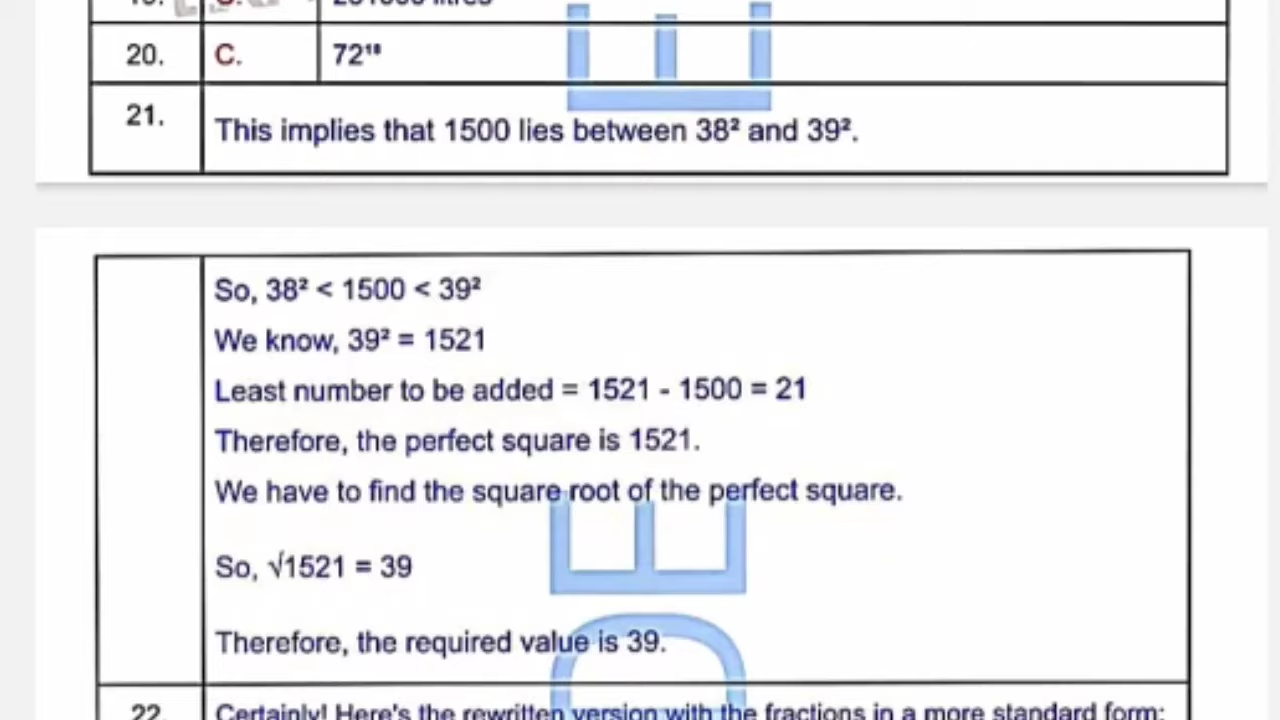 20. C. 72¹⁸
21. This implies that 1500 lies between 38² and 39².
So, 38² < 1500 < 39²
We know, 39² = 1521
Least number to be added = 1521 - 1500 = 21
Therefore, the perfect square is 1521.
We have to find the square root of the perfect square.
So, √1521 = 39
Therefore, the required value is 39.
22. Certainly! Here's the rewritten version with the fractions in a more standard form: